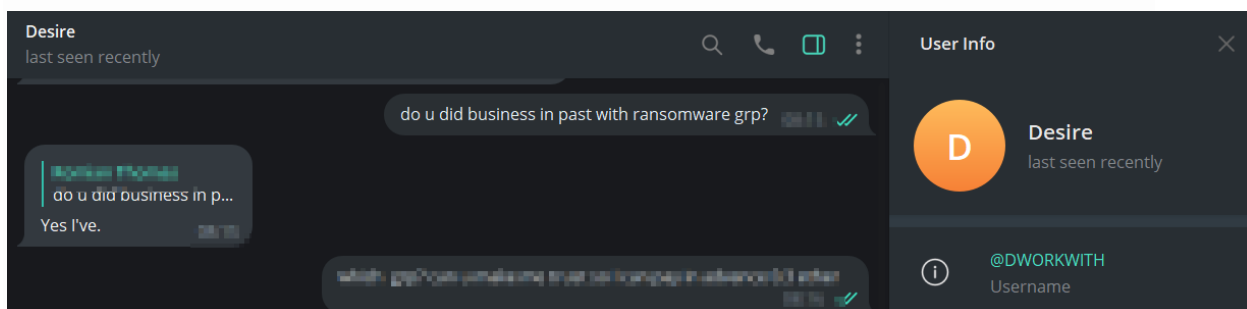 Desire
last seen recently
User Info
do u did business in past with ransomware grp?
do u did business in p...
Yes I've.
D
Desire
last seen recently
@DWORKWITH
Username